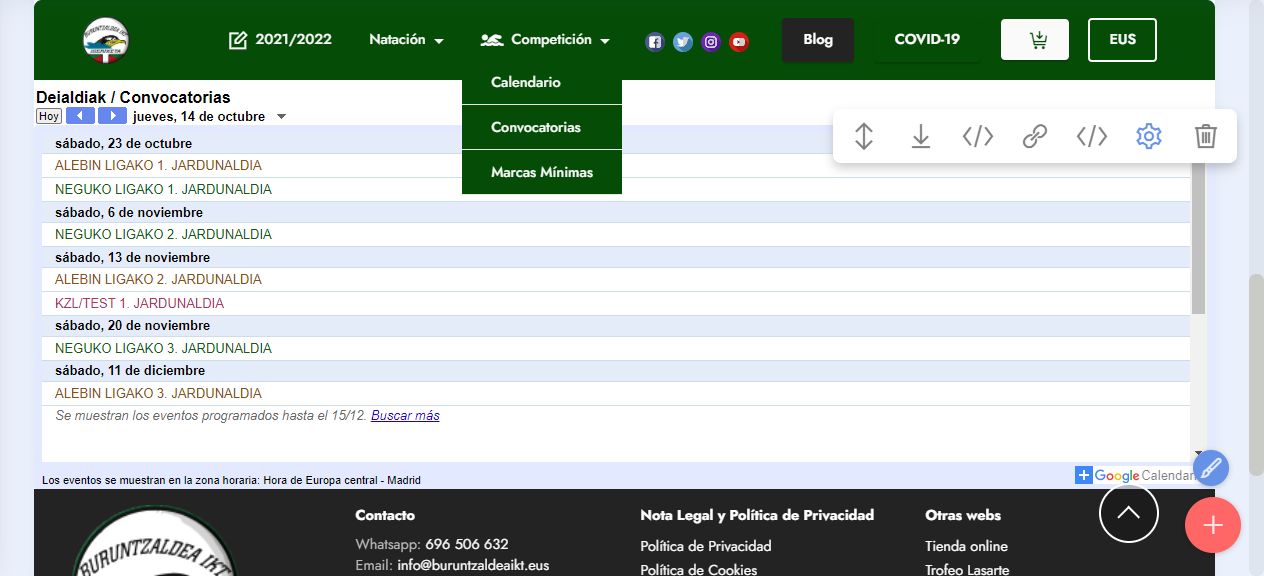 BURUNTZALDEA IKT
2021/2022
Natación
Competición
Blog
COVID-19
EUS
Calendario
Convocatorias
Marcas Mínimas
Deialdiak / Convocatorias
Hoy
jueves, 14 de octubre
sábado, 23 de octubre
ALEBIN LIGAKO 1. JARDUNALDIA
NEGUKO LIGAKO 1. JARDUNALDIA
sábado, 6 de noviembre
NEGUKO LIGAKO 2. JARDUNALDIA
sábado, 13 de noviembre
ALEBIN LIGAKO 2. JARDUNALDIA
KZL/TEST 1. JARDUNALDIA
sábado, 20 de noviembre
NEGUKO LIGAKO 3. JARDUNALDIA
sábado, 11 de diciembre
ALEBIN LIGAKO 3. JARDUNALDIA
Se muestran los eventos programados hasta el 15/12. Buscar más
Los eventos se muestran en la zona horaria: Hora de Europa central - Madrid
Google Calendar
BURUNTZALDEA IKT
Contacto
Whatsapp: 696 506 632
Email: info@buruntzaldeaikt.eus
Nota Legal y Política de Privacidad
Política de Privacidad
Política de Cookies
Otras webs
Tienda online
Trofeo Lasarte